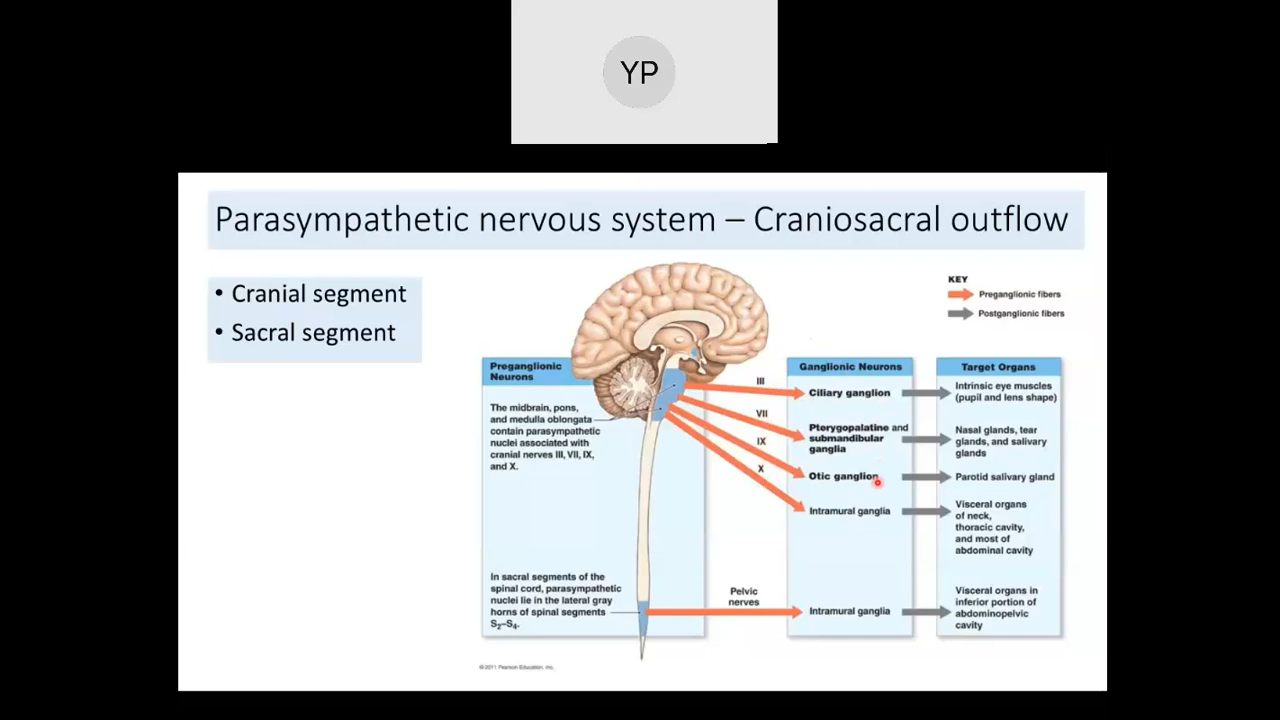 YP
Parasympathetic nervous system – Craniosacral outflow
• Cranial segment
• Sacral segment
KEY
Preganglionic fibers
Postganglionic fibers
Preganglionic
Neurons
The midbrain, pons,
and medulla oblongata
contain parasympathetic
nuclei associated with
cranial nerves III, VII, IX,
and X.
In sacral segments of the
spinal cord, parasympathetic
nuclei lie in the lateral gray
horns of spinal segments
S₂–S₄.
III
VII
IX
X
Pelvic
nerves
Ganglionic Neurons
Ciliary ganglion
Pterygopalatine and
submandibular
ganglia
Otic ganglion
Intramural ganglia
Intramural ganglia
Target Organs
Intrinsic eye muscles
(pupil and lens shape)
Nasal glands, tear
glands, and salivary
glands
Parotid salivary gland
Visceral organs
of neck,
thoracic cavity,
and most of
abdominal cavity
Visceral organs in
inferior portion of
abdominopelvic
cavity
©2011 Pearson Education, Inc.